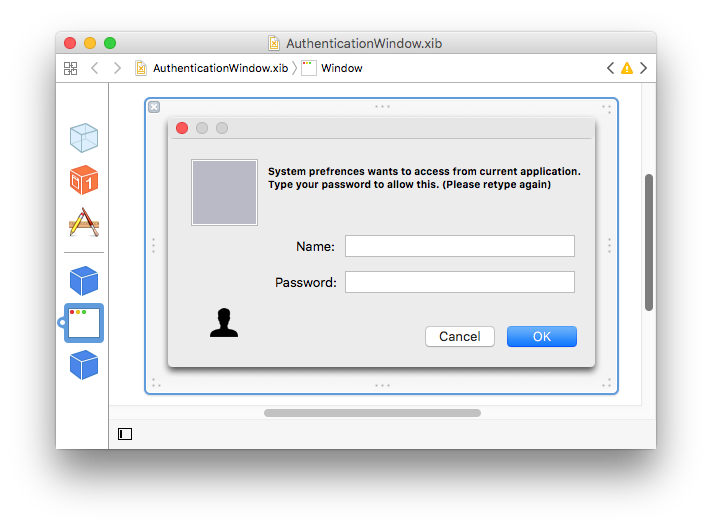 AuthenticationWindow.xib
AuthenticationWindow.xib Window
1
System prefrences wants to access from current application.
Type your password to allow this. (Please retype again)
Name:
Password:
Cancel OK